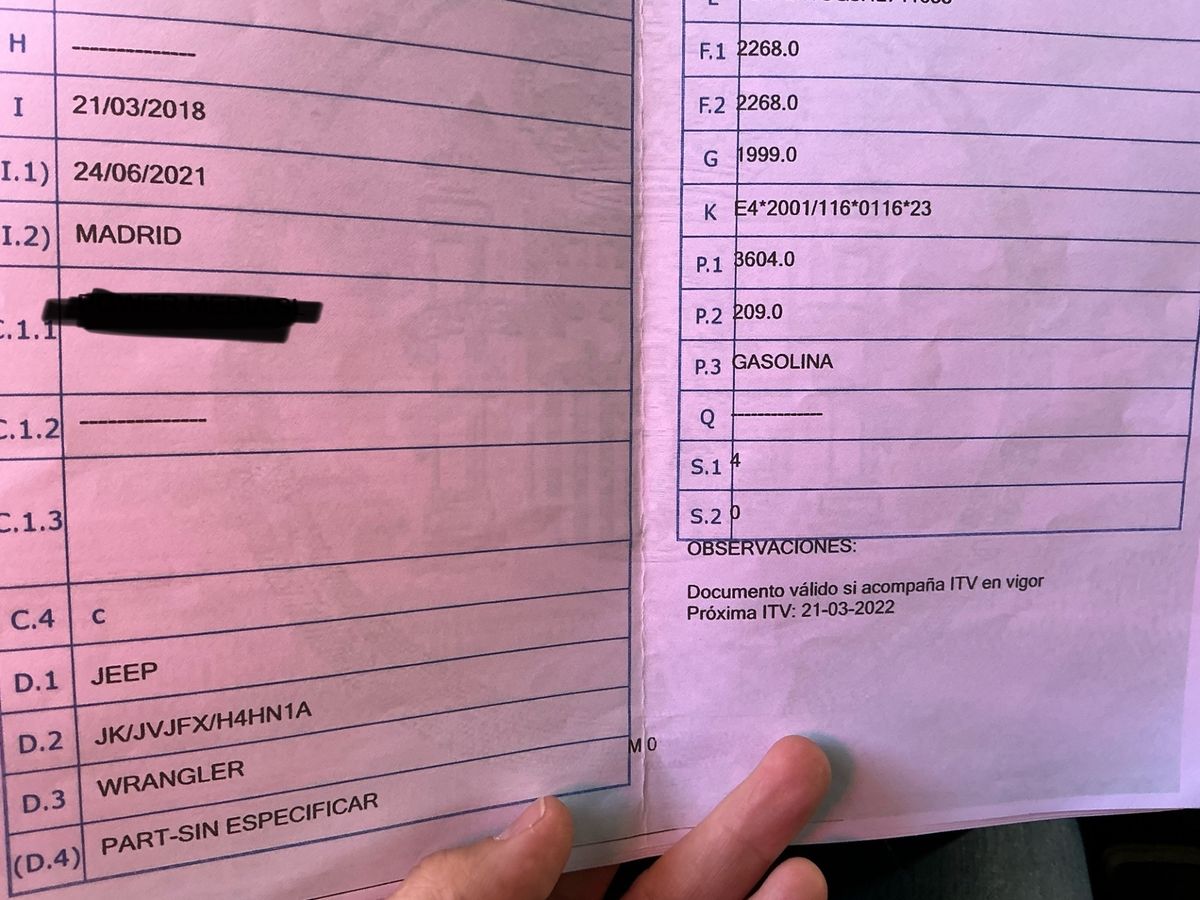 H ---------------
I 21/03/2018
I.1) 24/06/2021
I.2) MADRID
C.1.1
C.1.2 ---------------
C.1.3
C.4 C
D.1 JEEP
D.2 JK/JVJFX/H4HN1A
D.3 WRANGLER
(D.4) PART-SIN ESPECIFICAR
E
F.1 2268.0
F.2 2268.0
G 1999.0
K E4*2001/116*0116*23
P.1 3604.0
P.2 209.0
P.3 GASOLINA
Q ---------------
S.1 4
S.2 0
OBSERVACIONES:
Documento válido si acompaña ITV en vigor
Próxima ITV: 21-03-2022
M 0